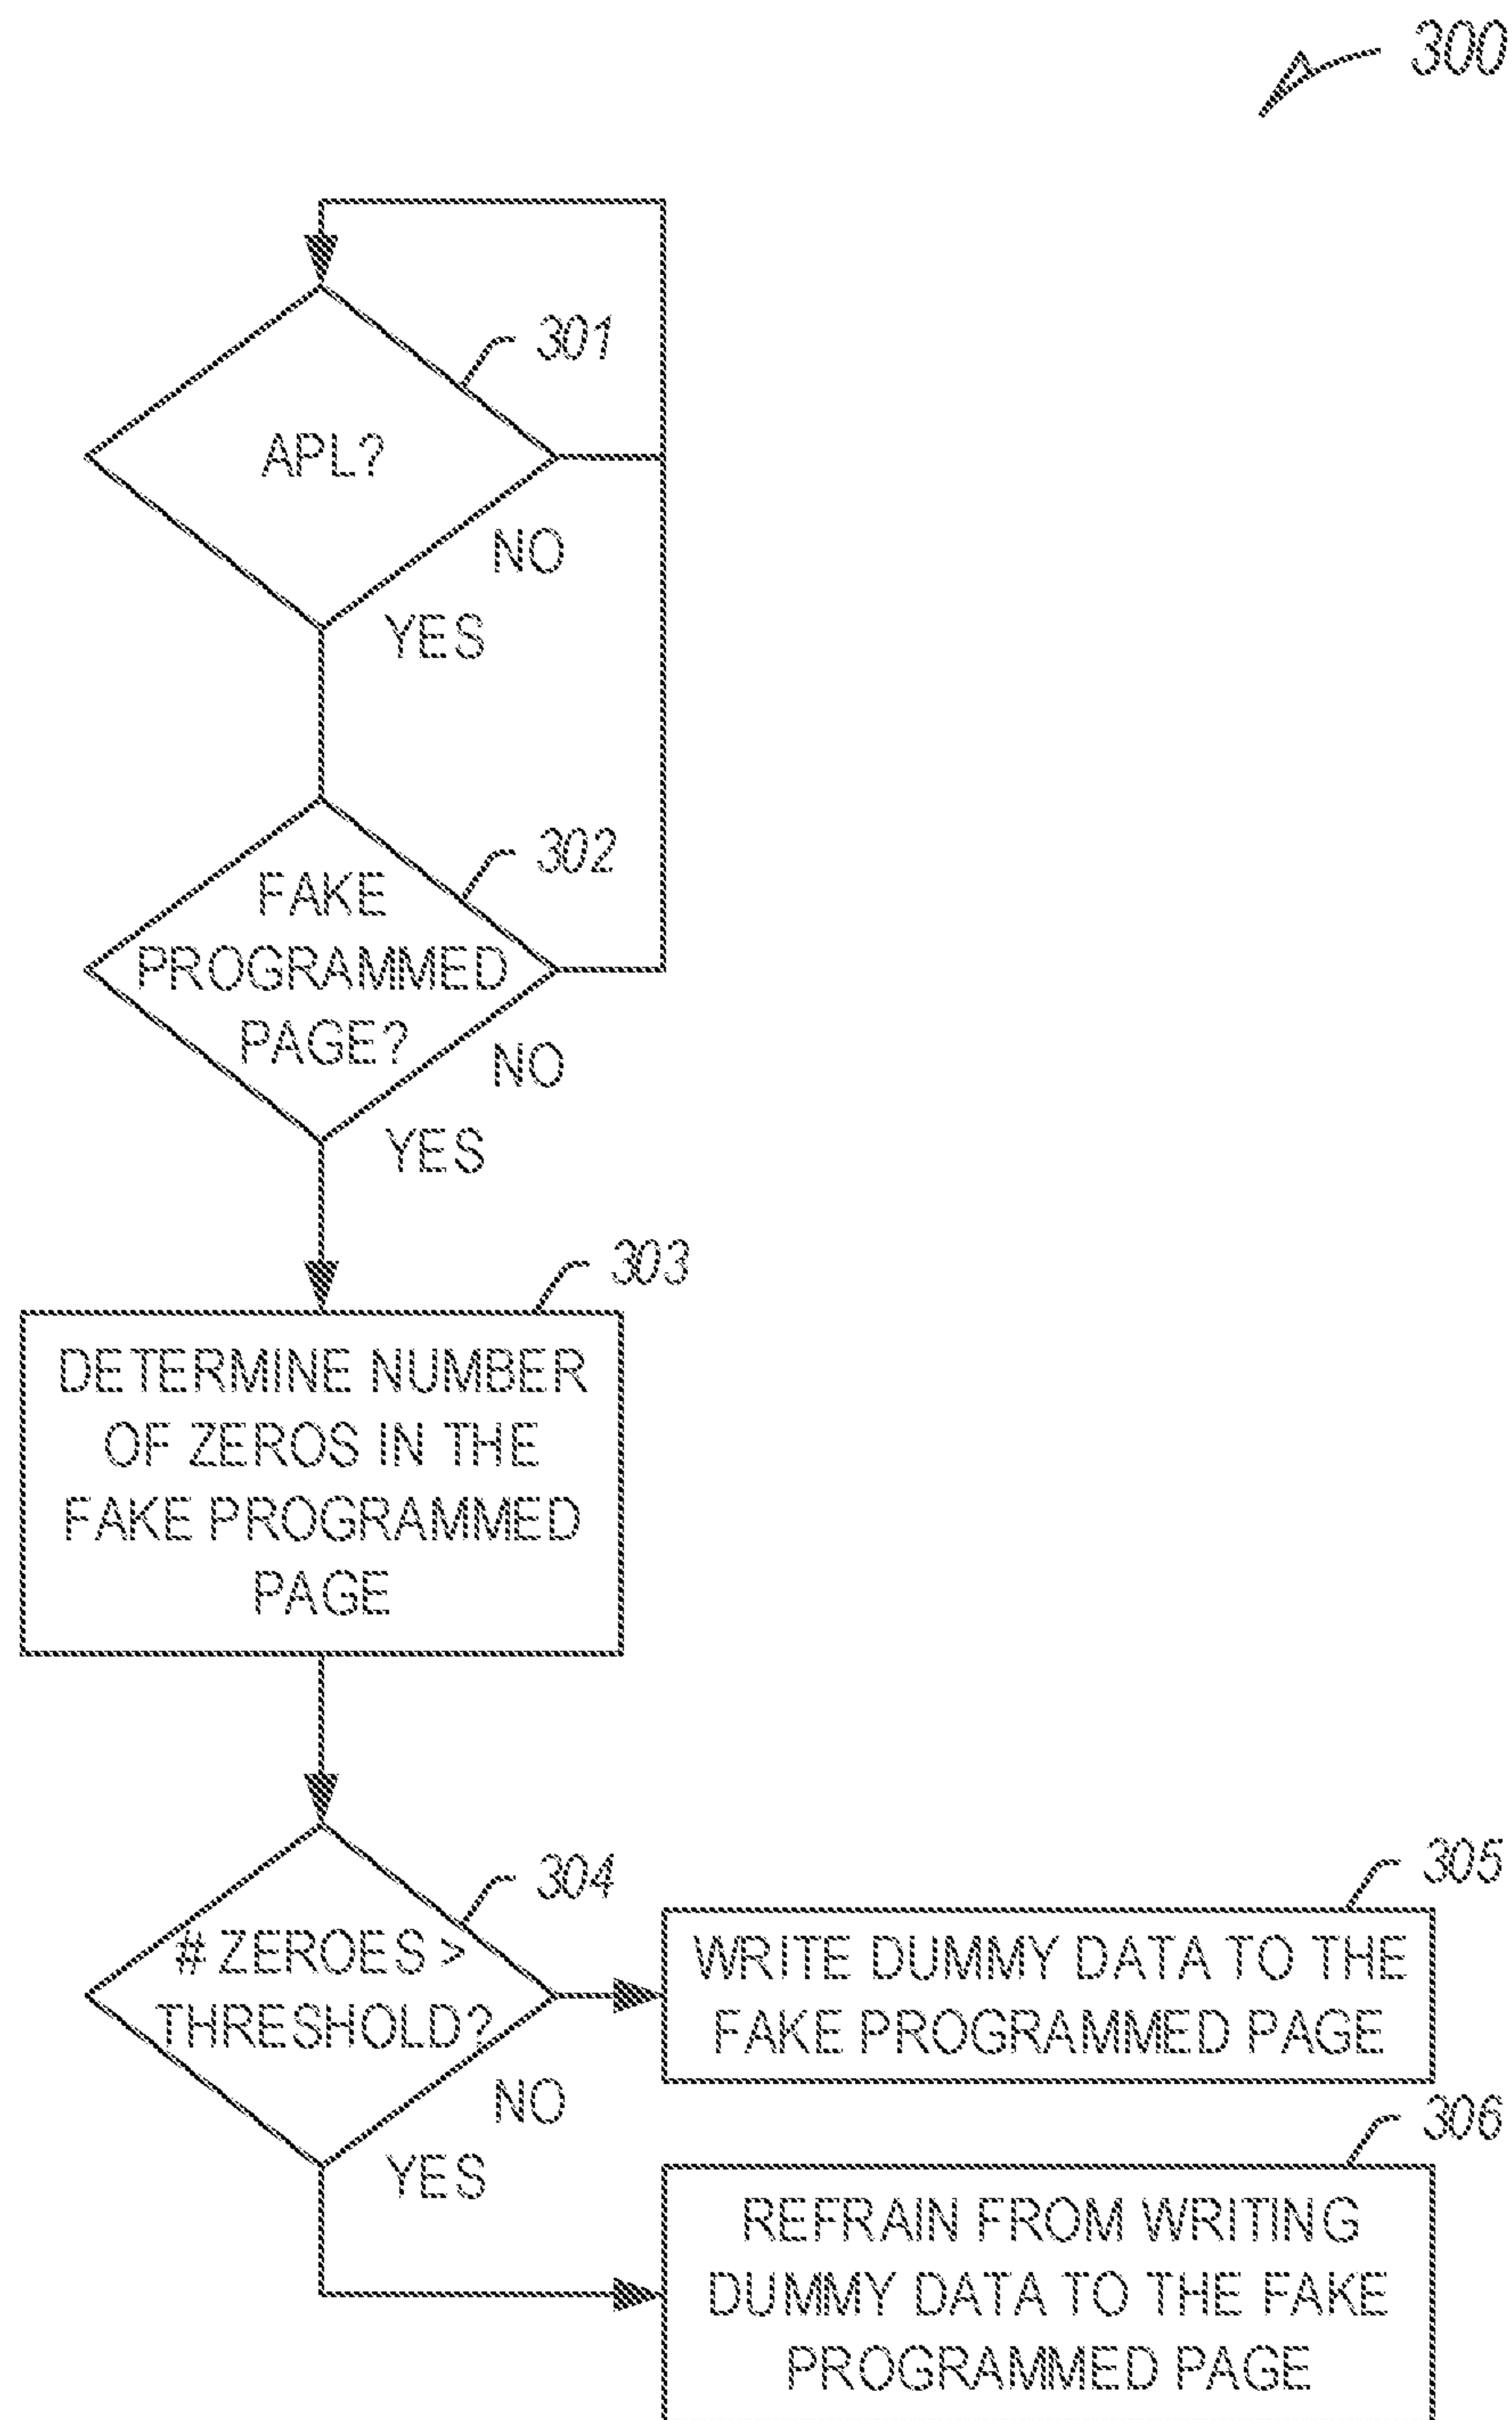 300
301
APL?
NO
YES
302
FAKE
PROGRAMMED
PAGE?
NO
YES
303
DETERMINE NUMBER
OF ZEROS IN THE
FAKE PROGRAMMED
PAGE
304
# ZEROES >
THRESHOLD?
NO
YES
305
WRITE DUMMY DATA TO THE
FAKE PROGRAMMED PAGE
306
REFRAIN FROM WRITING
DUMMY DATA TO THE FAKE
PROGRAMMED PAGE